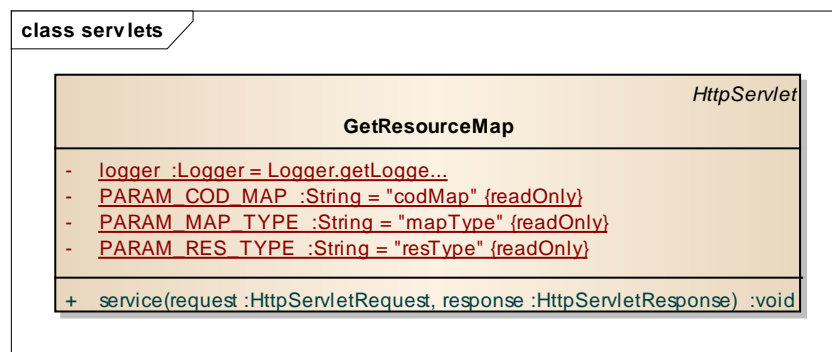 class servlets
HttpServlet
GetResourceMap
- logger :Logger = Logger.getLogge...
- PARAM_COD_MAP :String = "codMap" {readOnly}
- PARAM_MAP_TYPE :String = "mapType" {readOnly}
- PARAM_RES_TYPE :String = "resType" {readOnly}
+ service(request :HttpServletRequest, response :HttpServletResponse) :void